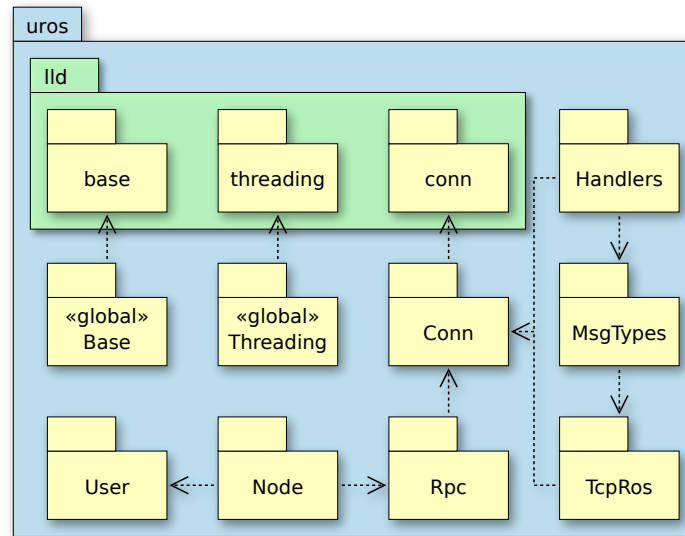 uros
lld
base
threading
conn
Handlers
«global»
Base
«global»
Threading
Conn
MsgTypes
User
Node
Rpc
TcpRos